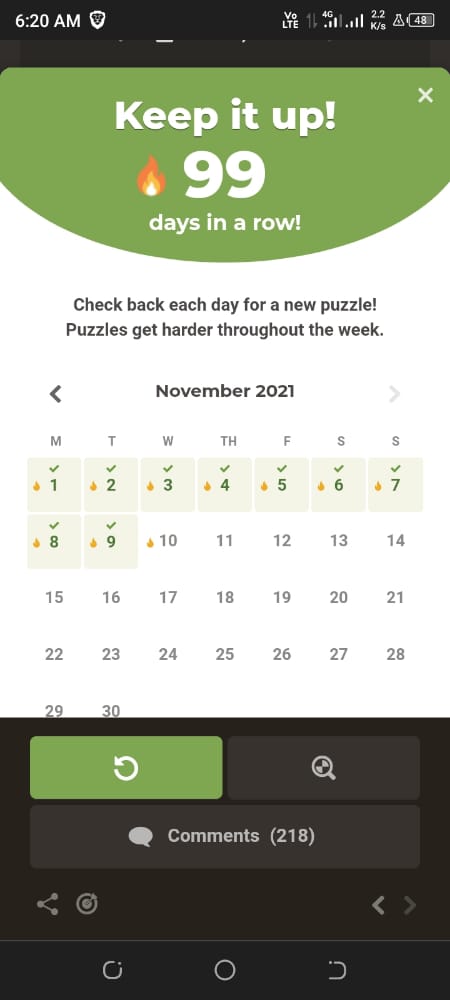 6:20 AM
Vo LTE 4G 2.2 K/s 48
Keep it up!
99
days in a row!
Check back each day for a new puzzle!
Puzzles get harder throughout the week.
November 2021
M T W TH F S S
1 2 3 4 5 6 7
8 9 10 11 12 13 14
15 16 17 18 19 20 21
22 23 24 25 26 27 28
29 30
Comments (218)